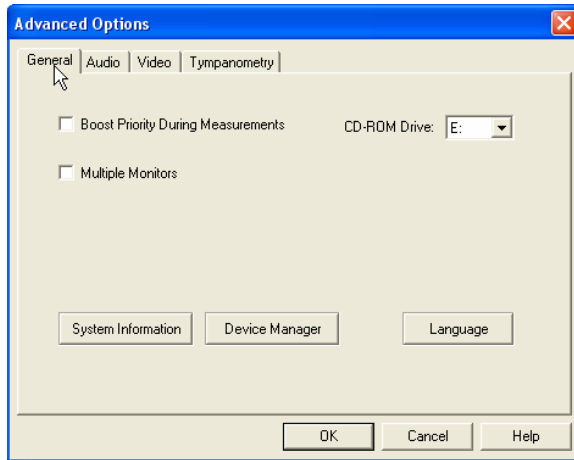 Advanced Options
General Audio Video Tympanometry
Boost Priority During Measurements CD-ROM Drive: E:
Multiple Monitors
System Information Device Manager Language
OK Cancel Help